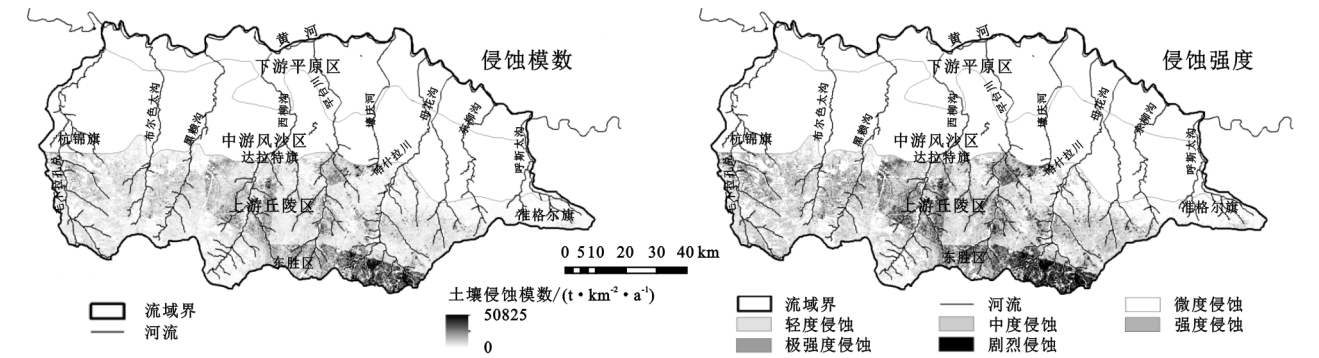 黄河
侵蚀模数
下游平原区
布尔色太沟
黑赖沟
西柳沟
罕台川
壕庆河
母花沟
东柳沟
杭锦旗
中游风沙区
达拉特旗
哈什拉川
呼斯太沟
毛不拉孔兑
上游丘陵区
准格尔旗
东胜区
0 5 10 20 30 40 km
流域界
河流
土壤侵蚀模数/(t·km⁻²·a⁻¹)
50825
0
黄河
侵蚀强度
下游平原区
布尔色太沟
黑赖沟
西柳沟
罕台川
壕庆河
母花沟
东柳沟
杭锦旗
中游风沙区
达拉特旗
哈什拉川
呼斯太沟
毛不拉孔兑
上游丘陵区
准格尔旗
东胜区
流域界
河流
微度侵蚀
轻度侵蚀
中度侵蚀
强度侵蚀
极强度侵蚀
剧烈侵蚀